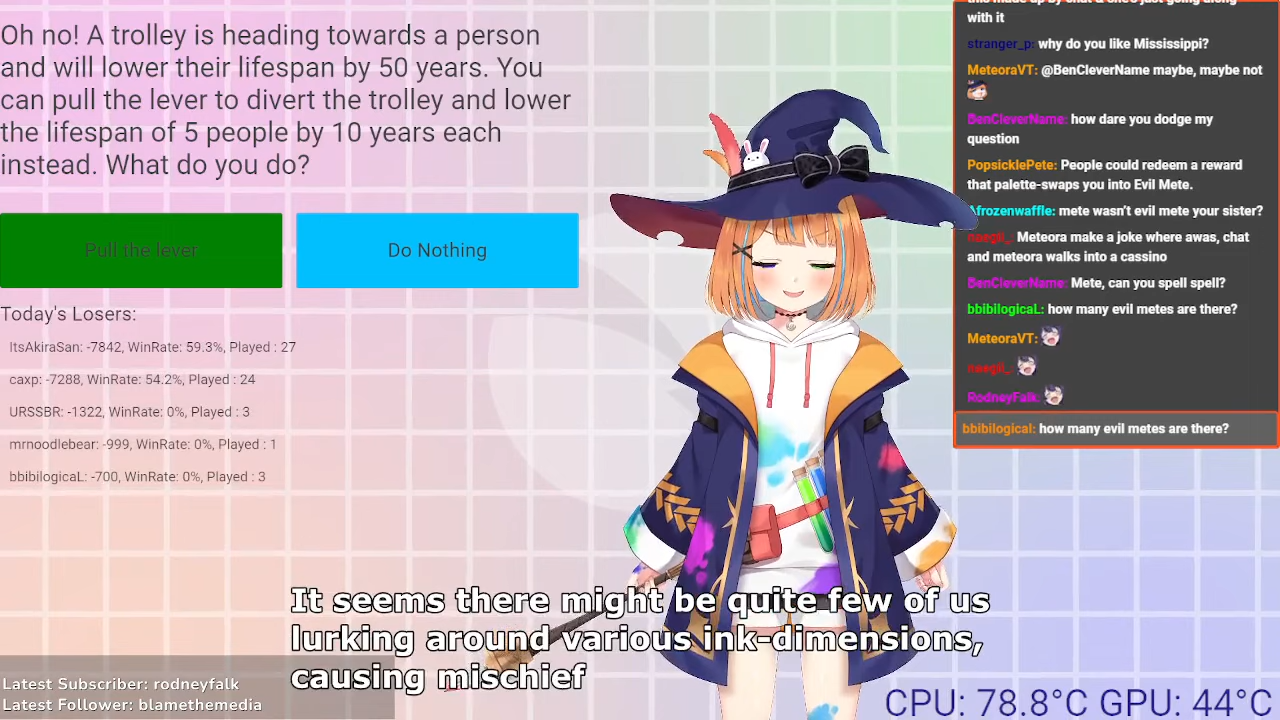 Oh no! A trolley is heading towards a person
and will lower their lifespan by 50 years. You
can pull the lever to divert the trolley and lower
the lifespan of 5 people by 10 years each
instead. What do you do?
Pull the lever
Do Nothing
Today's Losers:
ItsAkiraSan: -7842, WinRate: 59.3%, Played : 27
caxp: -7288, WinRate: 54.2%, Played : 24
URSSBR: -1322, WinRate: 0%, Played : 3
mrnoodlebear: -999, WinRate: 0%, Played : 1
bbibilogicaL: -700, WinRate: 0%, Played : 3
with it
stranger_p: why do you like Mississippi?
MeteoraVT: @BenCleverName maybe, maybe not
BenCleverName: how dare you dodge my
question
PopsicklePete: People could redeem a reward
that palette-swaps you into Evil Mete.
Afrozenwaffle: mete wasn't evil mete your sister?
Meteora make a joke where awas, chat
and meteora walks into a cassino
BenCleverName: Mete, can you spell spell?
bbibilogicaL: how many evil metes are there?
MeteoraVT:
RodneyFalk:
bbibilogical: how many evil metes are there?
It seems there might be quite few of us
lurking around various ink-dimensions,
causing mischief
Latest Subscriber: rodneyfalk
Latest Follower: blamethemedia
CPU: 78.8°C GPU: 44°C